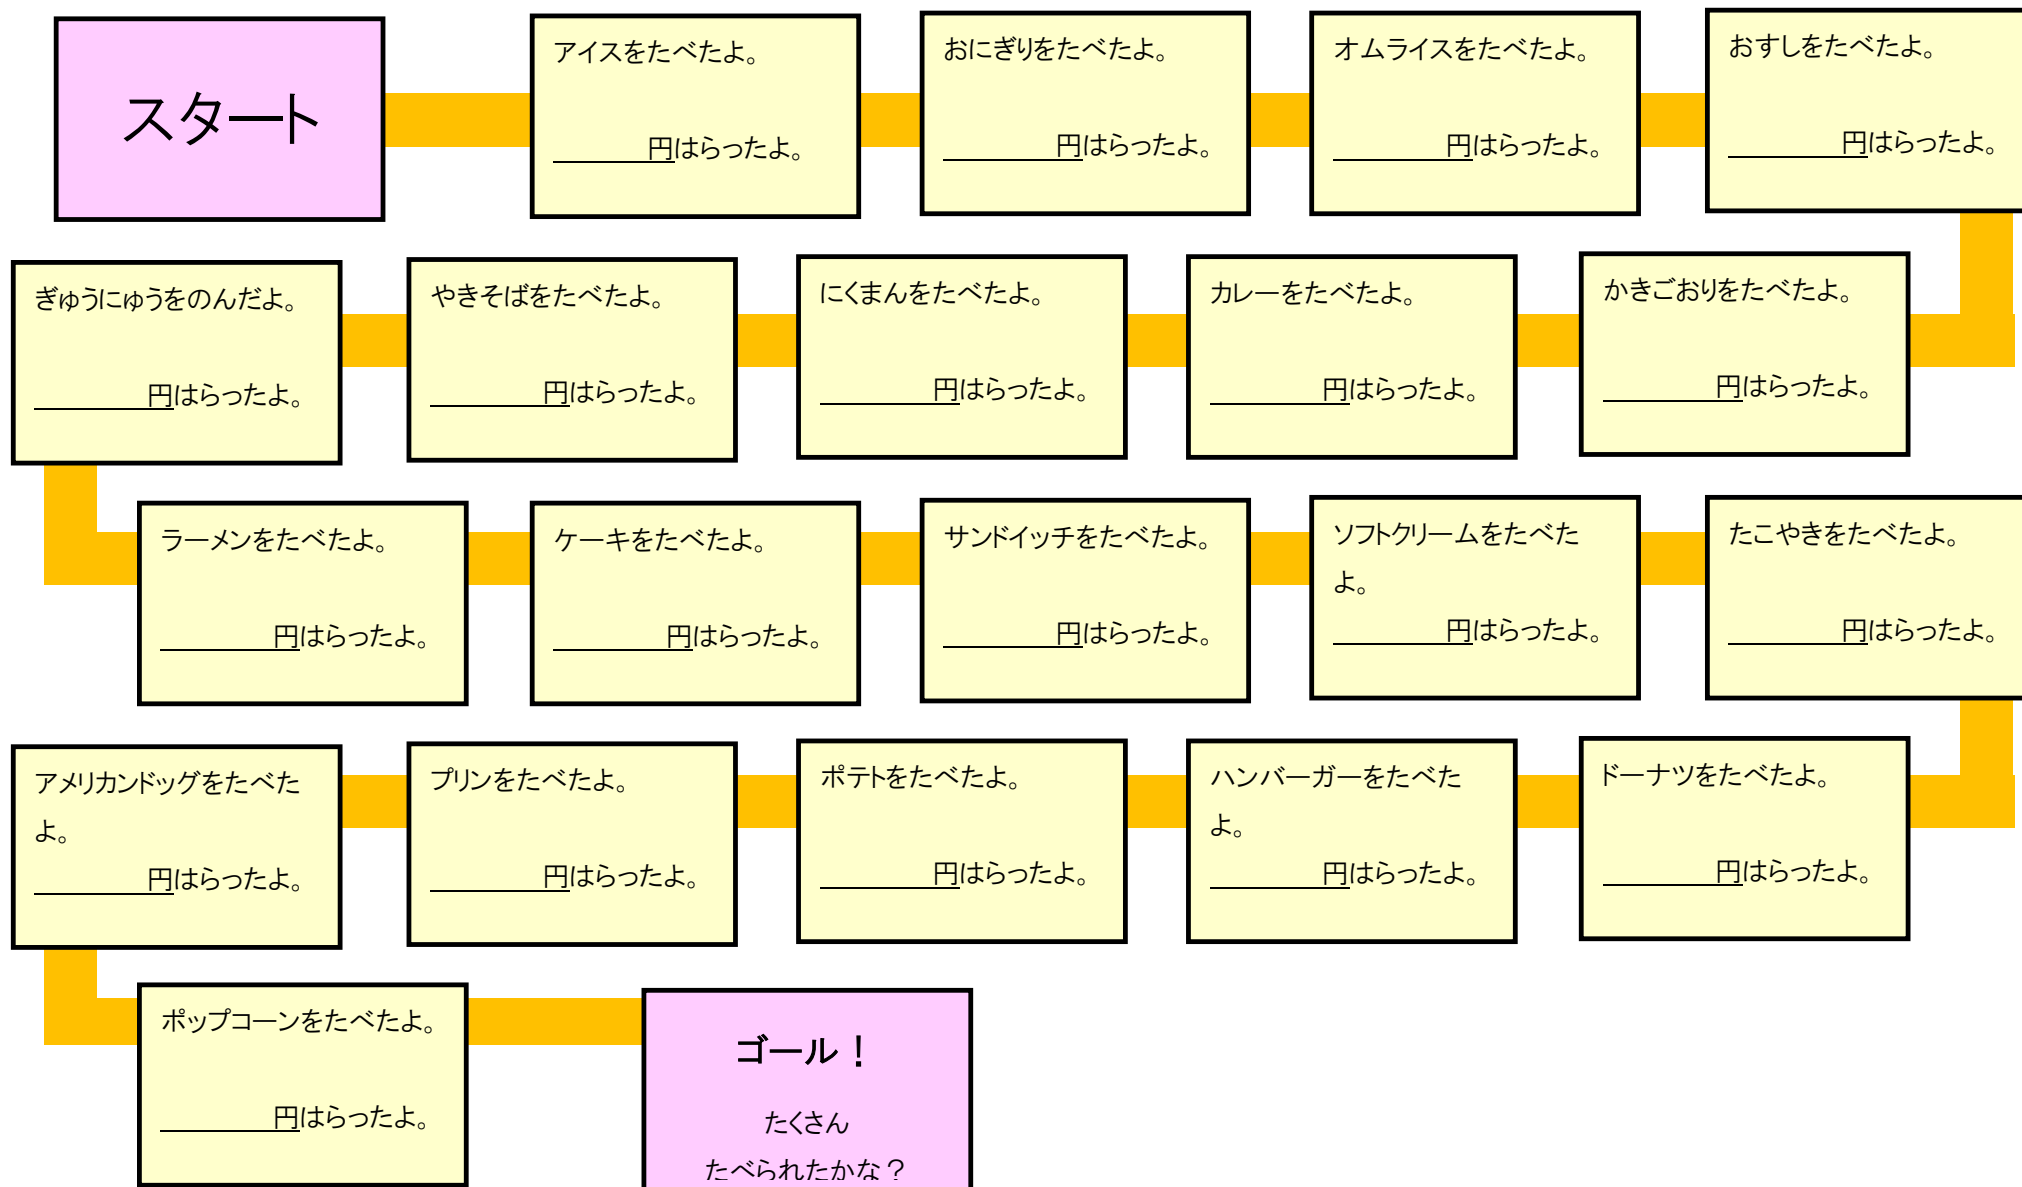 スタート
アイスをたべたよ。
円はらったよ。
おにぎりをたべたよ。
円はらったよ。
オムライスをたべたよ。
円はらったよ。
おすしをたべたよ。
円はらったよ。
かきごおりをたべたよ。
円はらったよ。
カレーをたべたよ。
円はらったよ。
にくまんをたべたよ。
円はらったよ。
やきそばをたべたよ。
円はらったよ。
ぎゅうにゅうをのんだよ。
円はらったよ。
ラーメンをたべたよ。
円はらったよ。
ケーキをたべたよ。
円はらったよ。
サンドイッチをたべたよ。
円はらったよ。
ソフトクリームをたべた
よ。
円はらったよ。
たこやきをたべたよ。
円はらったよ。
ドーナツをたべたよ。
円はらったよ。
ハンバーガーをたべた
よ。
円はらったよ。
ポテトをたべたよ。
円はらったよ。
プリンをたべたよ。
円はらったよ。
アメリカンドッグをたべた
よ。
円はらったよ。
ポップコーンをたべたよ。
円はらったよ。
ゴール！
たくさん
たべられたかな？